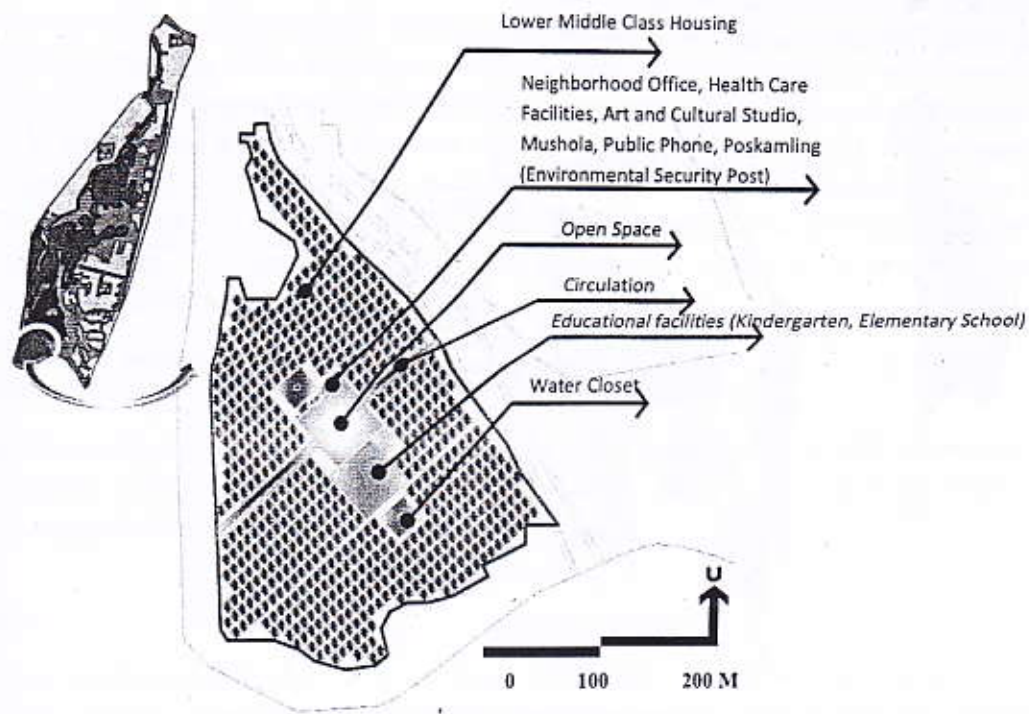 Lower Middle Class Housing
Neighborhood Office, Health Care
Facilities, Art and Cultural Studio,
Mushola, Public Phone, Poskamling
(Environmental Security Post)
Open Space
Circulation
Educational facilities (Kindergarten, Elementary School)
Water Closet
U
0 100 200 M